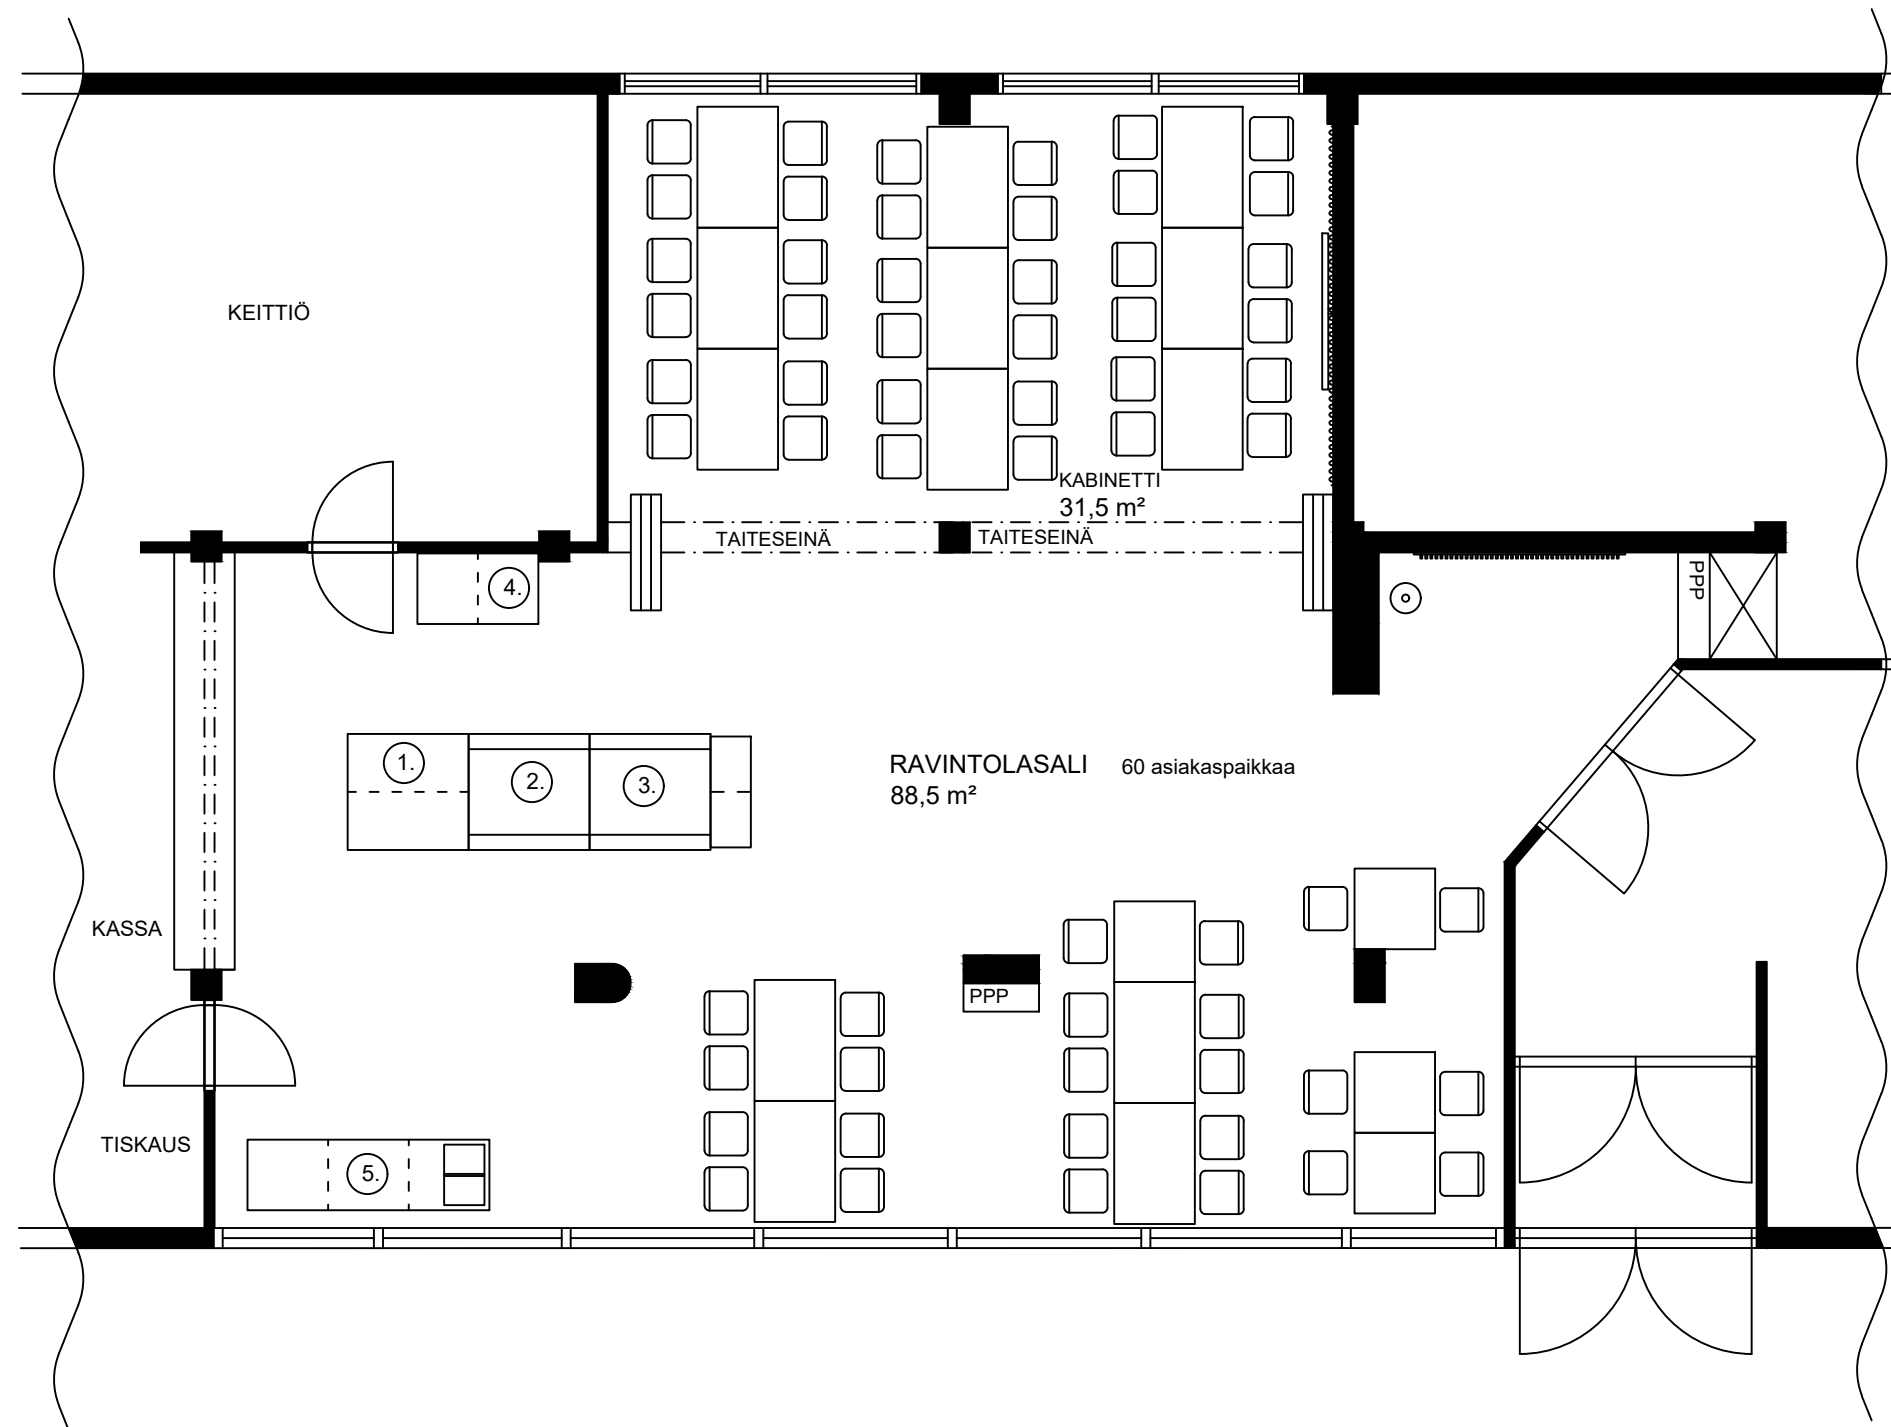 KEITTIÖ
KABINETTI
31,5 m²
TAITESEINÄ
TAITESEINÄ
4.
PPP
1.
2.
3.
RAVINTOLASALI
60 asiakaspaikkaa
88,5 m²
KASSA
PPP
TISKAUS
5.